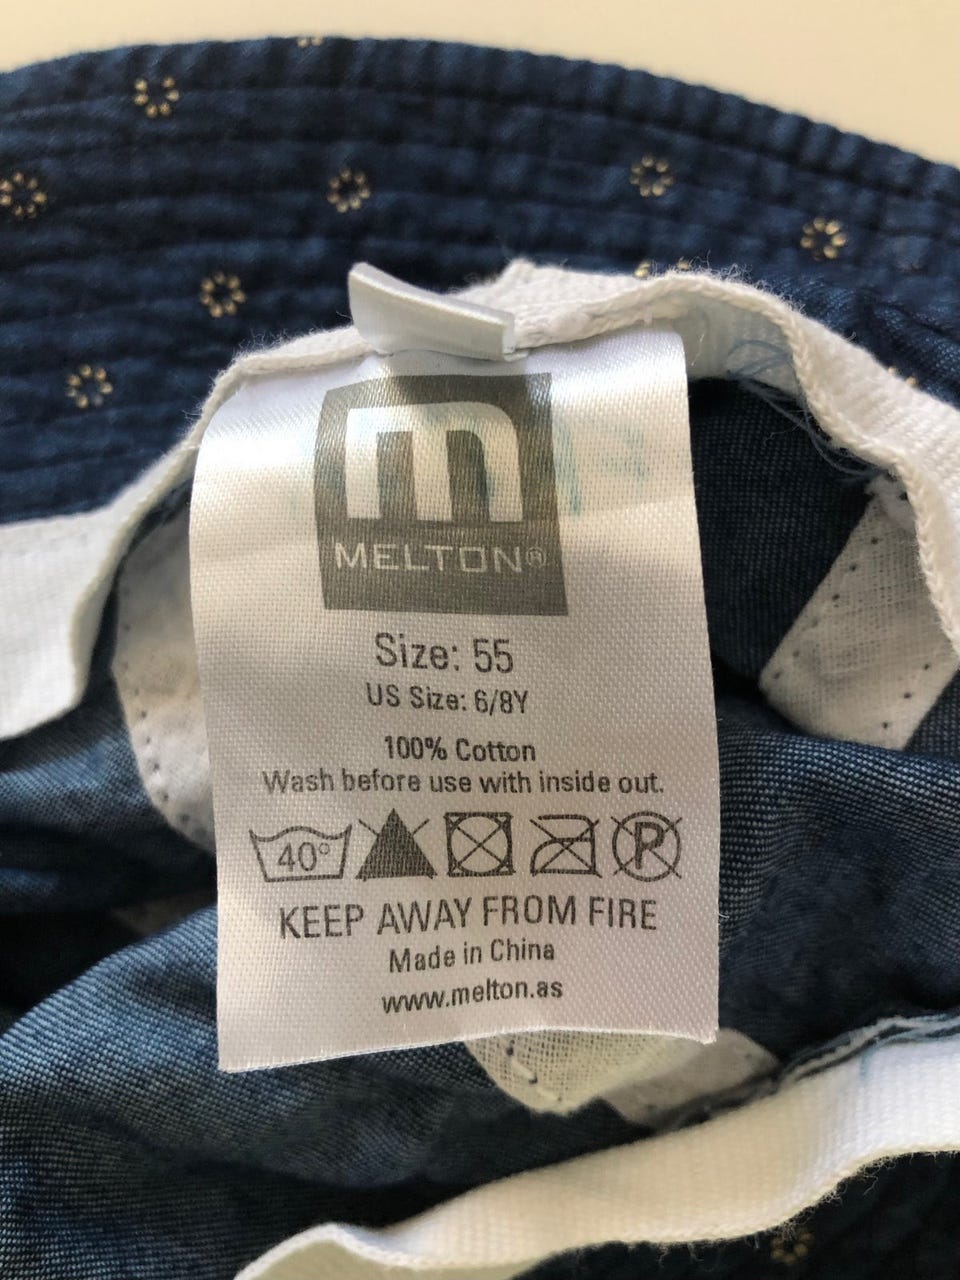 m
MELTON®
Size: 55
US Size: 6/8Y
100% Cotton
Wash before use with inside out.
40°
P
KEEP AWAY FROM FIRE
Made in China
www.melton.as